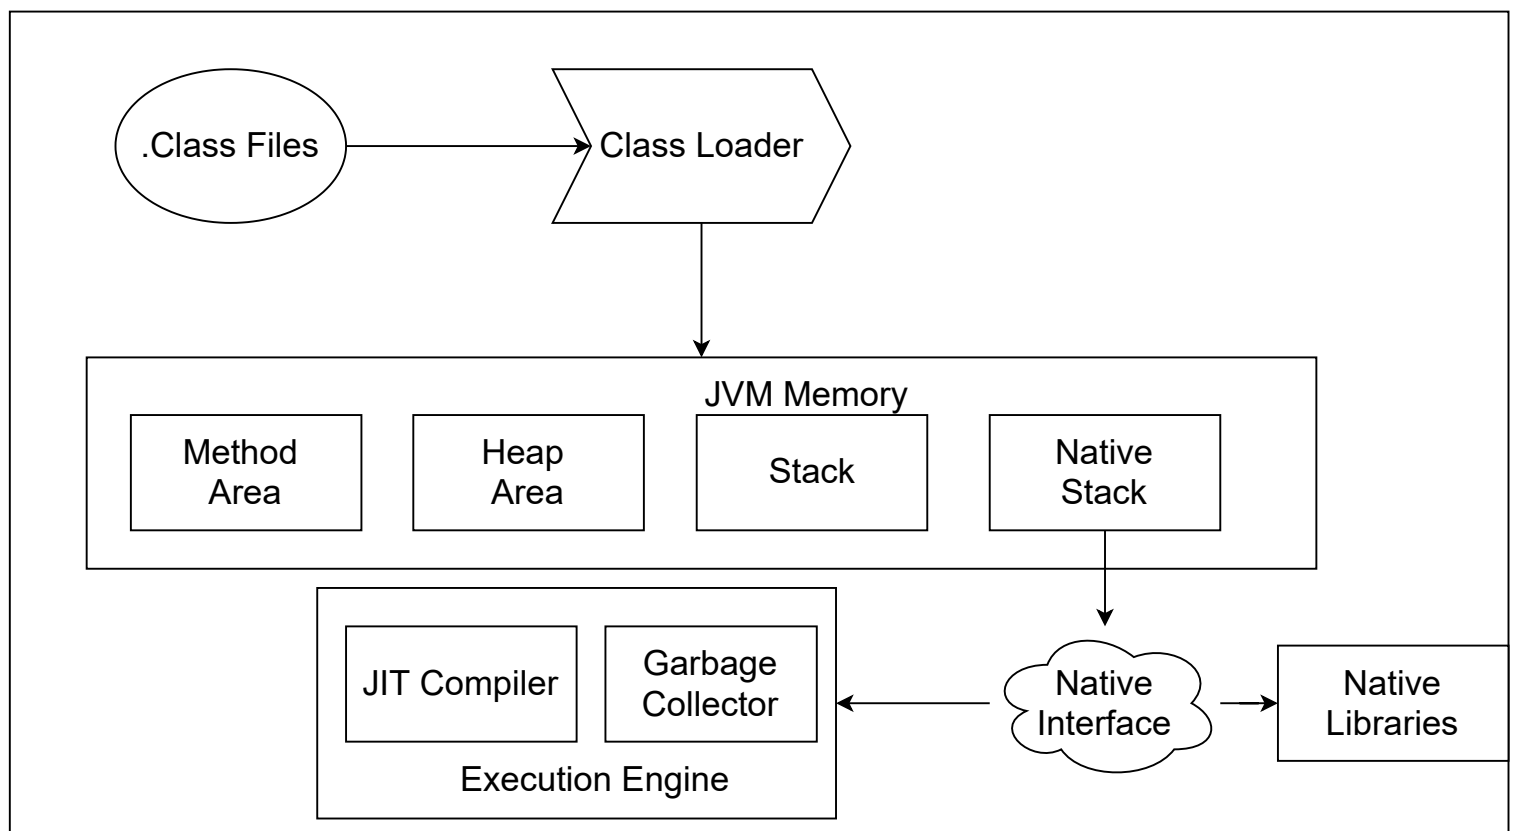 .Class Files
Class Loader
JVM Memory
Method
Area
Heap
Area
Stack
Native
Stack
JIT Compiler
Garbage
Collector
Execution Engine
Native
Interface
Native
Libraries